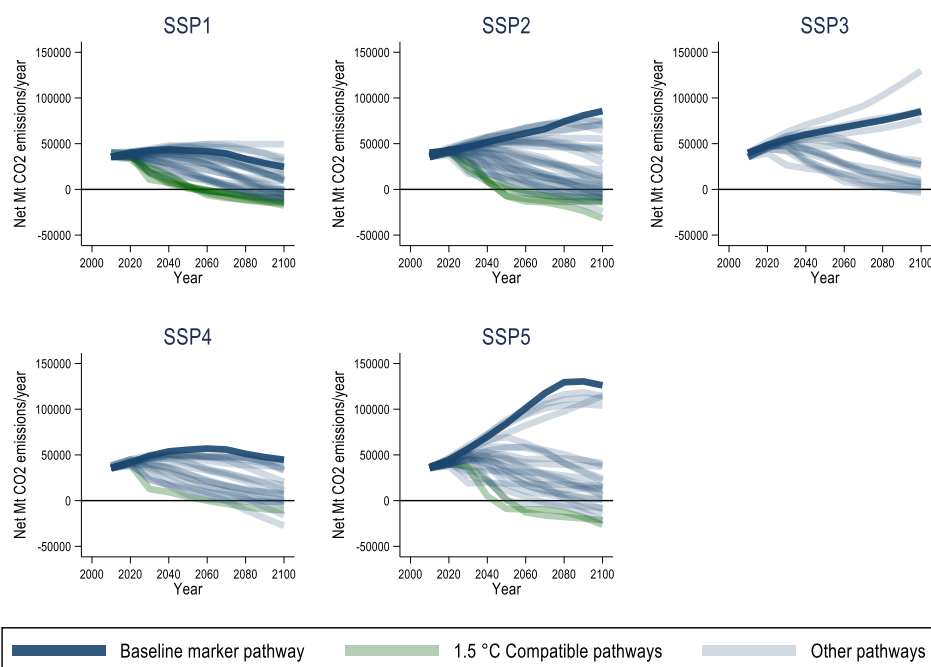 SSP1
150000
100000
50000
0
-50000
Net Mt CO2 emissions/year
2000 2020 2040 2060 2080 2100
Year
SSP2
150000
100000
50000
0
-50000
Net Mt CO2 emissions/year
2000 2020 2040 2060 2080 2100
Year
SSP3
150000
100000
50000
0
-50000
Net Mt CO2 emissions/year
2000 2020 2040 2060 2080 2100
Year
SSP4
150000
100000
50000
0
-50000
Net Mt CO2 emissions/year
2000 2020 2040 2060 2080 2100
Year
SSP5
150000
100000
50000
0
-50000
Net Mt CO2 emissions/year
2000 2020 2040 2060 2080 2100
Year
Baseline marker pathway 1.5 °C Compatible pathways Other pathways